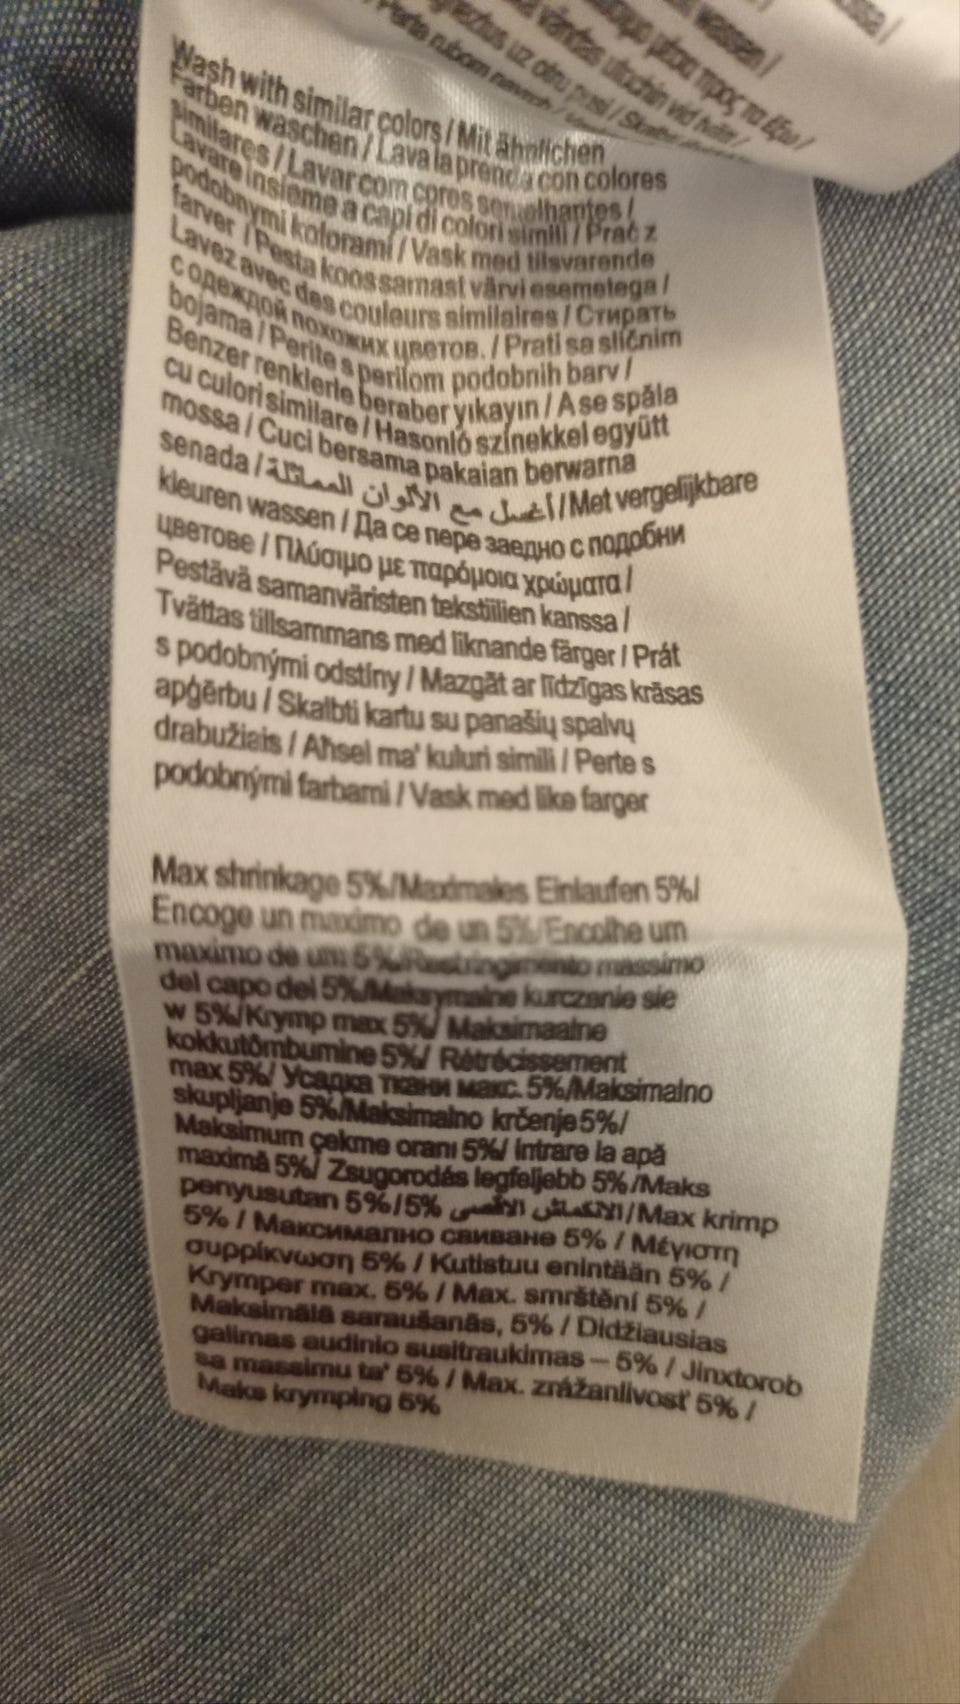 Wash with similar colors / Mit ähnlichen
Farben waschen / Lava la prenda con colores
similares / Lavar com cores semelhantes /
Lavare insieme a capi di colori simili / Prać z
podobnymi kolorami / Vask med tilsvarende
farver / Pesta koos samast värvi esemetega /
Lavez avec des couleurs similaires / Стирать
с одеждой похожих цветов. / Prati sa sličnim
bojama / Perite s perilom podobnih barv /
Benzer renklerle beraber yıkayın / A se spăla
cu culori similare / Hasonló színekkel együtt
mossa / Cuci bersama pakaian berwarna
senada / أغسل مع الألوان المماثلة / Met vergelijkbare
kleuren wassen / Да се пере заедно с подобни
цветове / Πλύσιμο με παρόμοια χρώματα /
Pestävä samanväristen tekstiilien kanssa /
Tvättas tillsammans med liknande färger / Prát
s podobnými odstíny / Mazgāt ar līdzīgas krāsas
apģērbu / Skalbti kartu su panašių spalvų
drabužiais / Aħsel ma' kuluri simili / Perte s
podobnými farbami / Vask med like farger
Max shrinkage 5%/Maximales Einlaufen 5%/
Encoge un maximo de un 5%/Encolhe um
maximo de um 5%/Restringimento massimo
del capo del 5%/Maksymalne kurczenie sie
w 5%/Krymp max 5%/ Maksimaalne
kokkutõmbumine 5%/ Rétrécissement
max 5%/ Усадка ткани макс. 5%/Maksimalno
skupljanje 5%/Maksimalno krčenje 5%/
Maksimum çekme oranı 5%/ Intrare la apă
maximă 5%/ Zsugorodás legfeljebb 5%/Maks
penyusutan 5%/5% الانكماش الأقصى/Max krimp
5% / Максимално свиване 5% / Μέγιστη
συρρίκνωση 5% / Kutistuu enintään 5% /
Krymper max. 5% / Max. smrštění 5% /
Maksimālā saraušanās, 5% / Didžiausias
galimas audinio susitraukimas – 5% / Jinxtorob
sa massimu ta' 5% / Max. zrážanlivosť 5% /
Maks krymping 5%